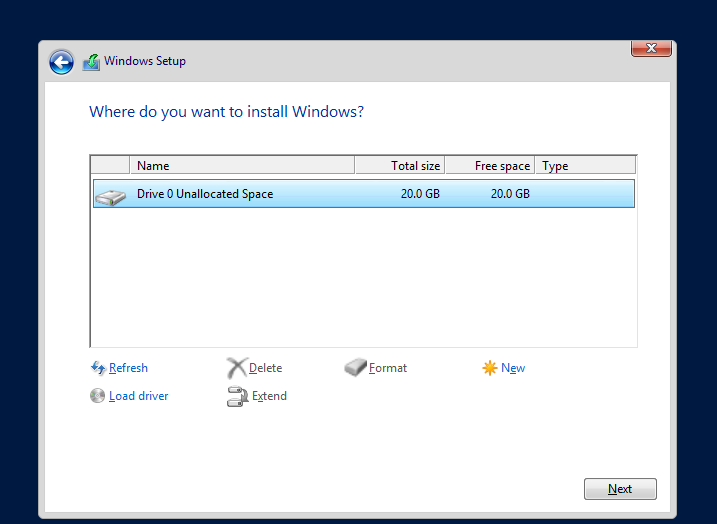 Windows Setup
Where do you want to install Windows?
Name Total size Free space Type
Drive 0 Unallocated Space 20.0 GB 20.0 GB
Refresh Delete Format New
Load driver Extend
Next